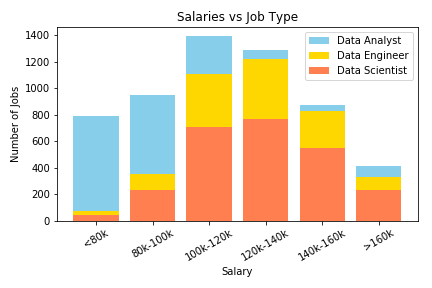 Salaries vs Job Type
Data Analyst
Data Engineer
Data Scientist
Number of Jobs
1400
1200
1000
800
600
400
200
0
<80k
80k-100k
100k-120k
120k-140k
140k-160k
>160k
Salary